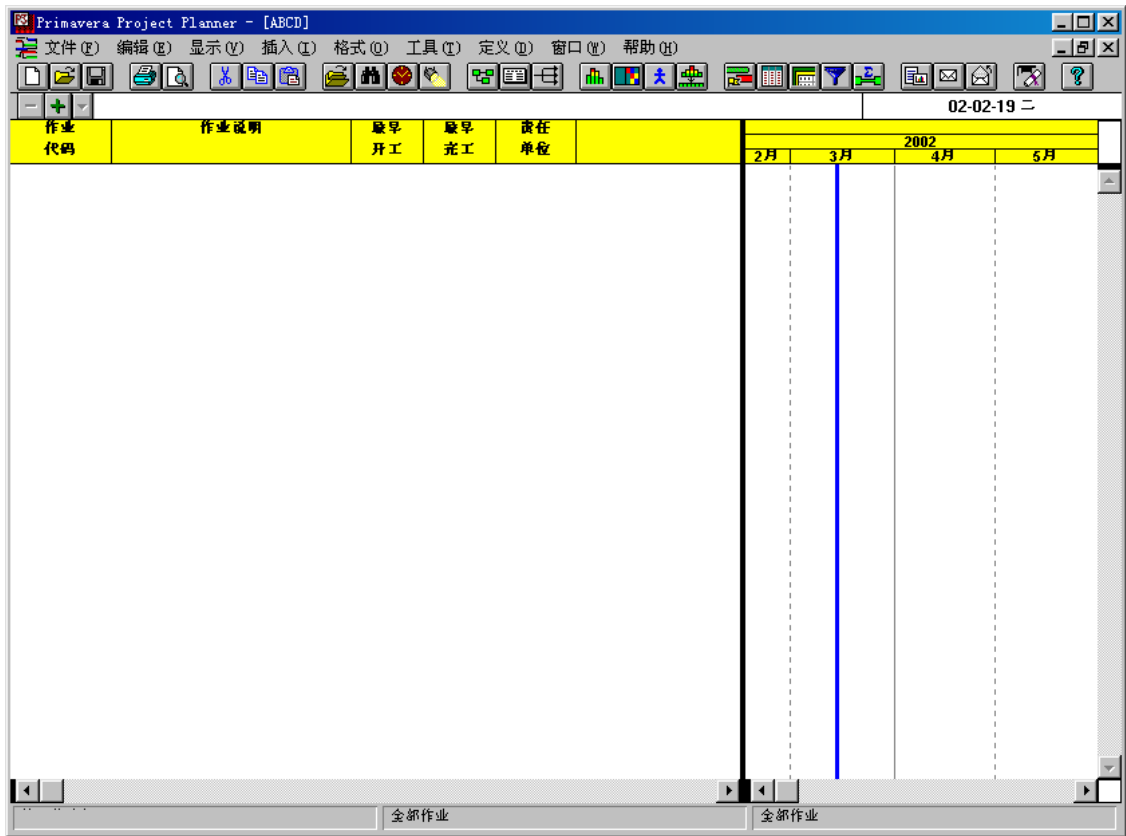 Primavera Project Planner - [ABCD]
文件(F) 编辑(E) 显示(V) 插入(I) 格式(O) 工具(T) 定义(D) 窗口(W) 帮助(H)
02-02-19 二
作业 作业说明 最早 最早 责任
代码 开工 完工 单位
2002
2月 3月 4月 5月
全部作业 全部作业